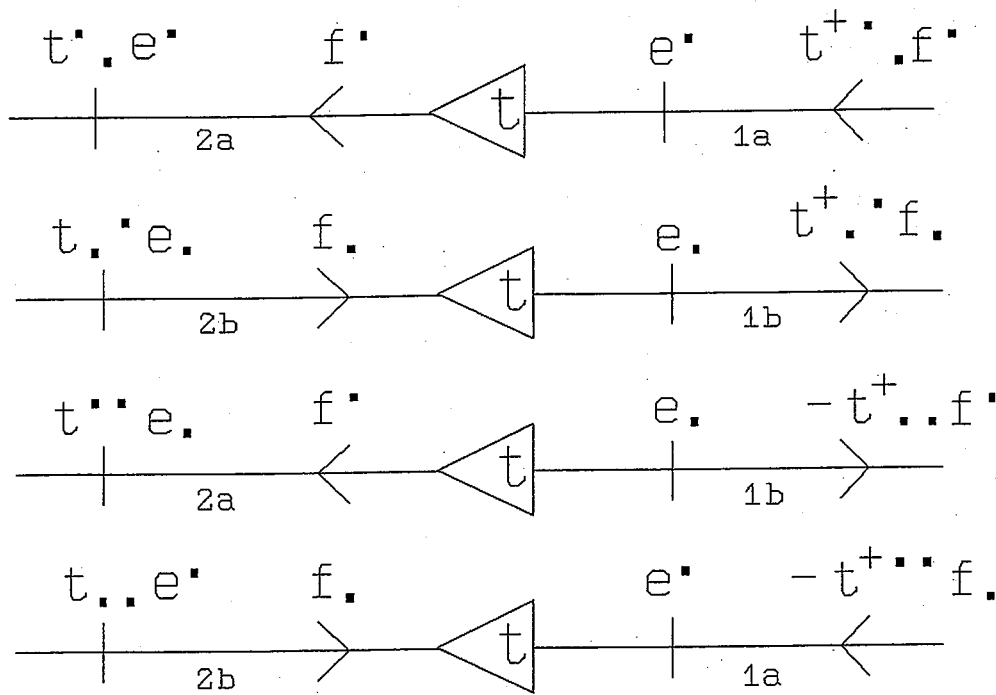 t˙.e˙ f˙ e˙ t⁺˙.f˙
t
2a 1a
t.˙e. f. e. t⁺.˙f.
t
2b 1b
t˙˙e. f˙ e. -t⁺..f˙
t
2a 1b
t..e˙ f. e˙ -t⁺˙˙f.
t
2b 1a